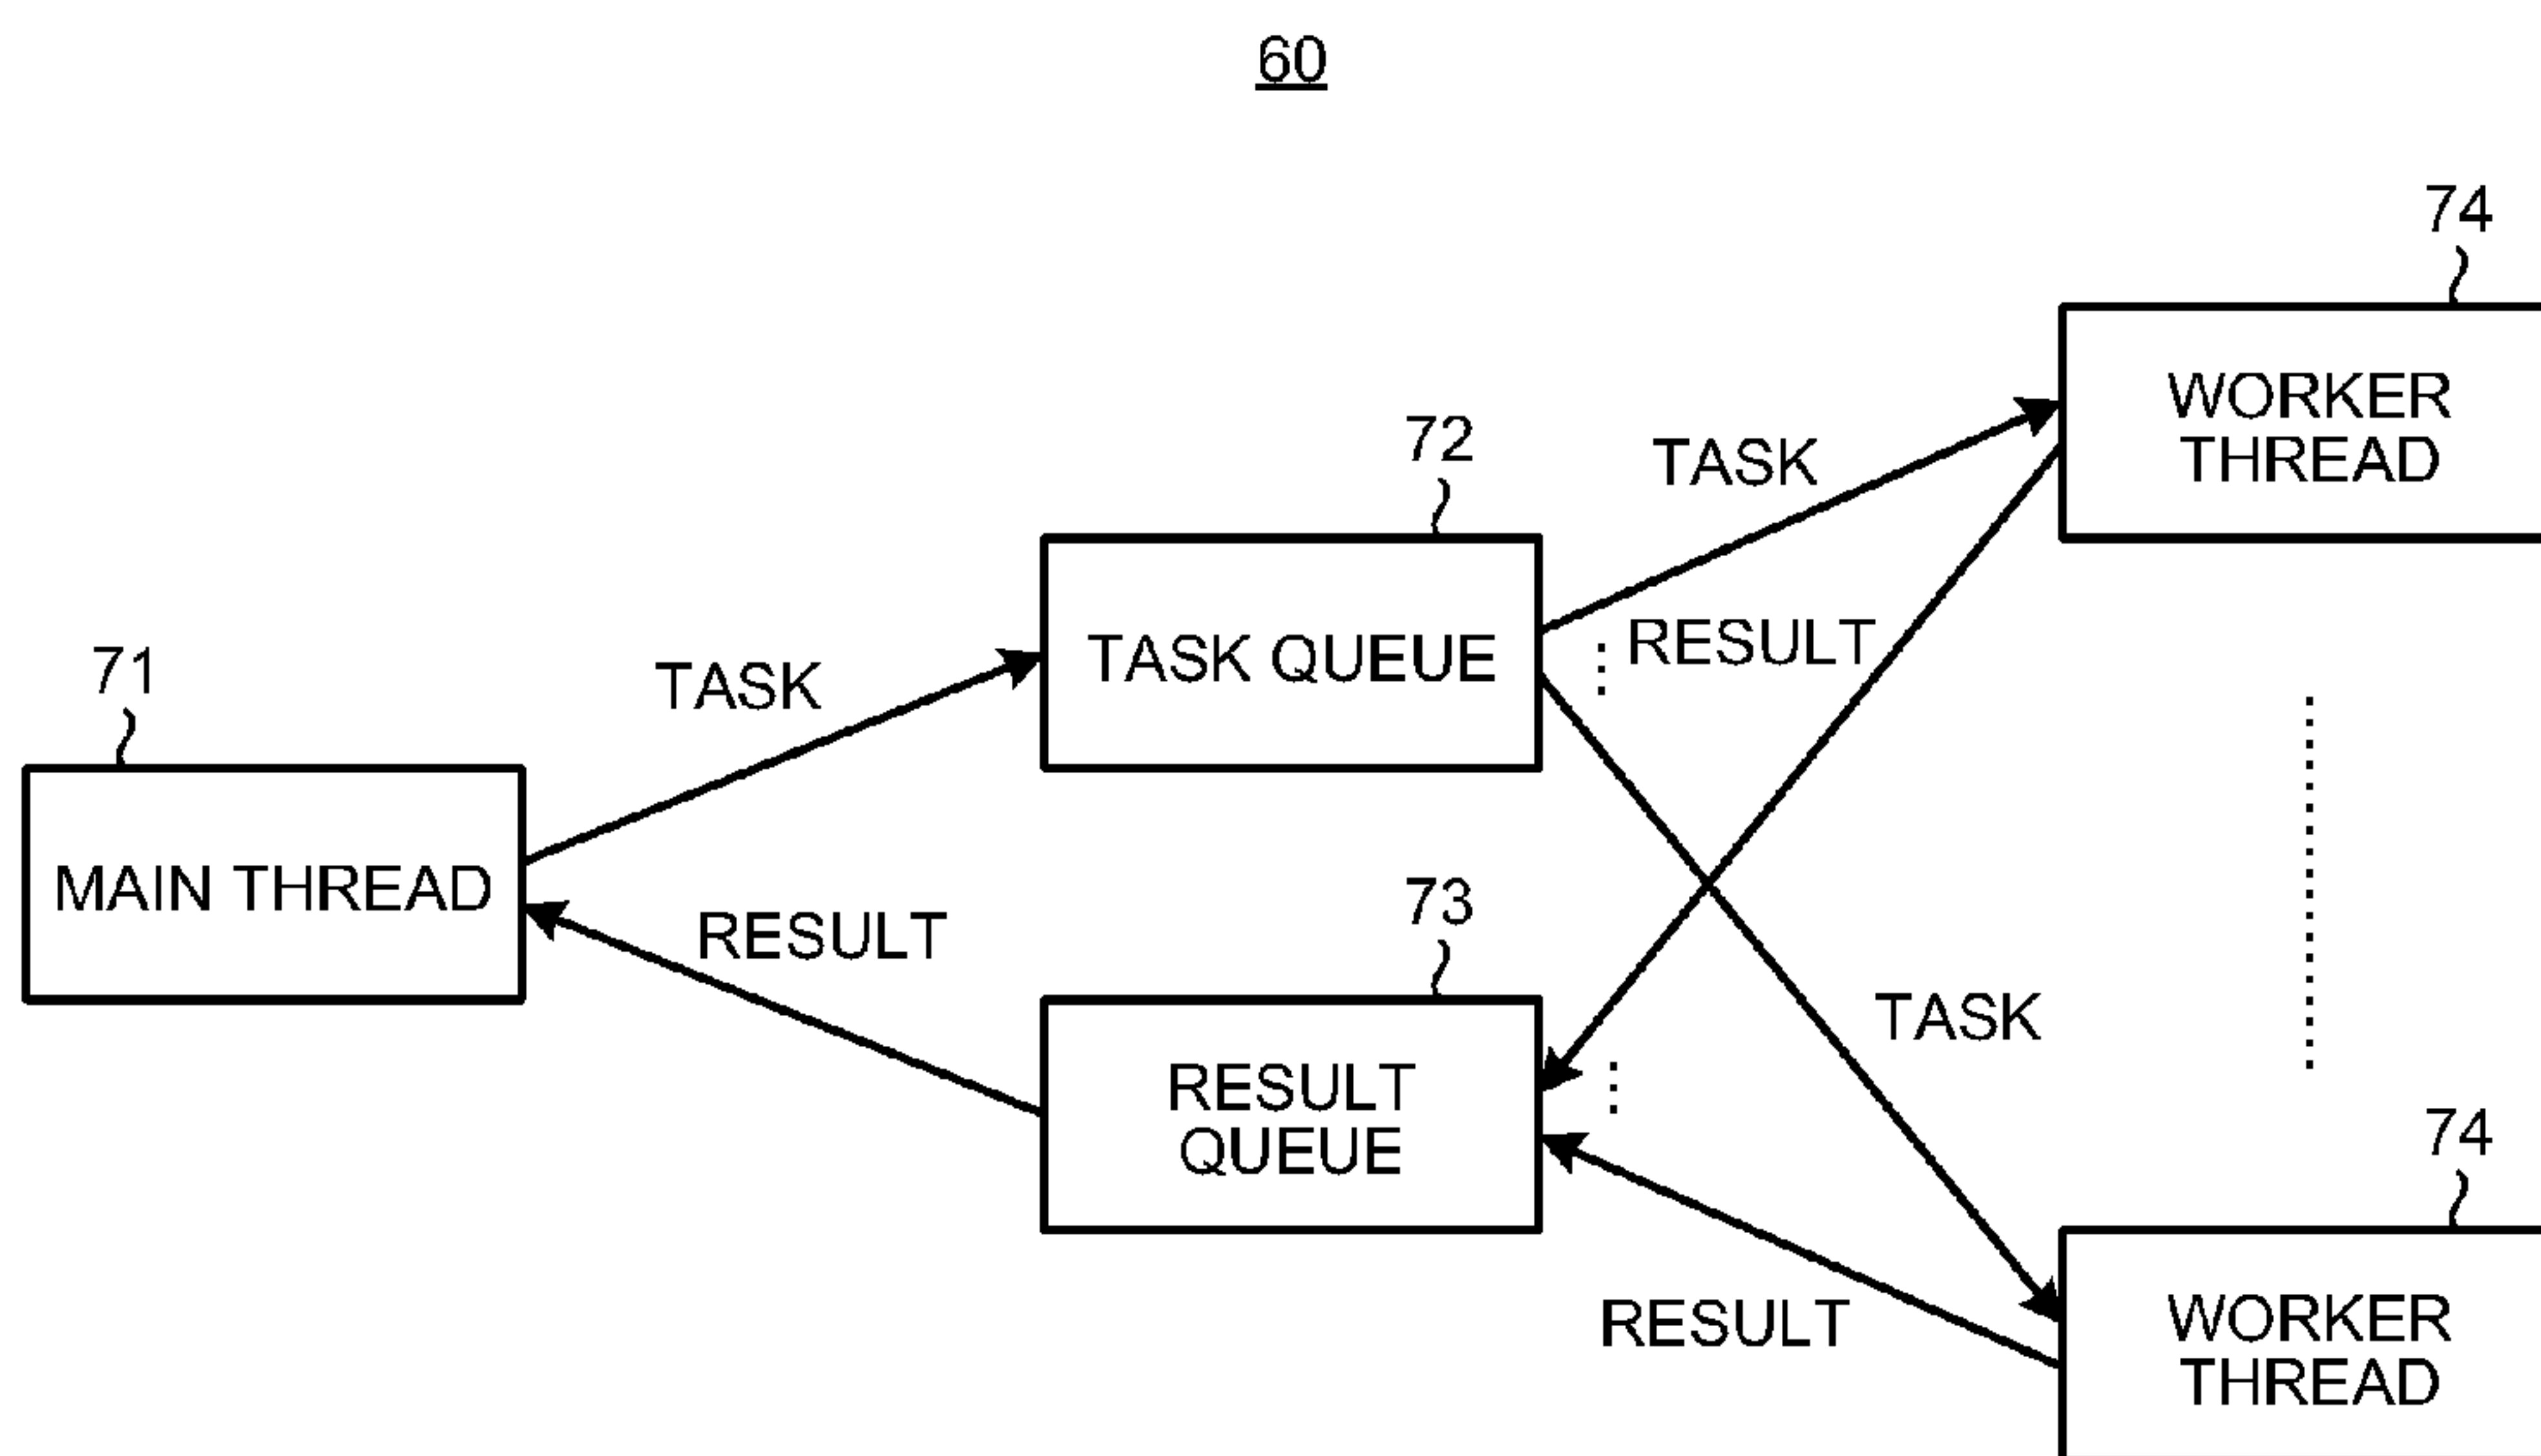 60
74
WORKER
THREAD
72
TASK
TASK QUEUE
RESULT
71
TASK
MAIN THREAD
RESULT
73
RESULT
QUEUE
TASK
74
RESULT
WORKER
THREAD